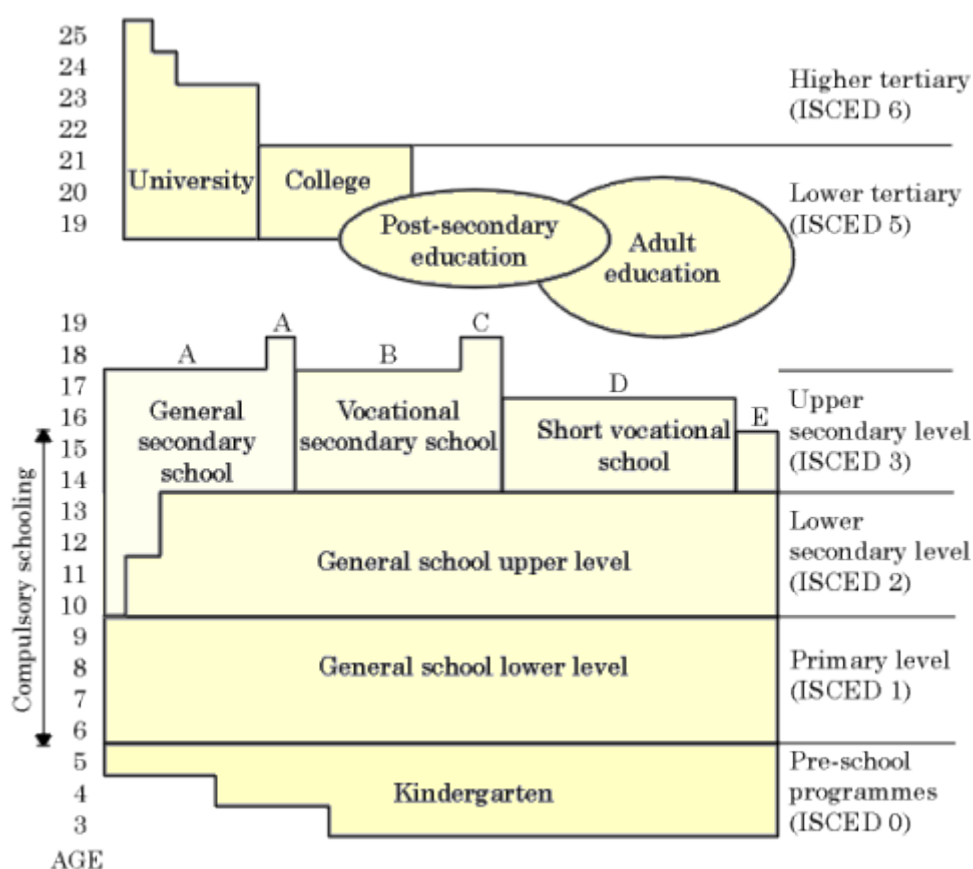 25
24
23
22
21
20
19
Higher tertiary
(ISCED 6)
University
College
Lower tertiary
(ISCED 5)
Post-secondary
education
Adult
education
19
18
17
16
15
14
13
12
11
10
9
8
7
6
5
4
3
AGE
Compulsory schooling
A
A
B
C
D
E
General
secondary
school
Vocational
secondary school
Short vocational
school
Upper
secondary level
(ISCED 3)
General school upper level
Lower
secondary level
(ISCED 2)
General school lower level
Primary level
(ISCED 1)
Kindergarten
Pre-school
programmes
(ISCED 0)